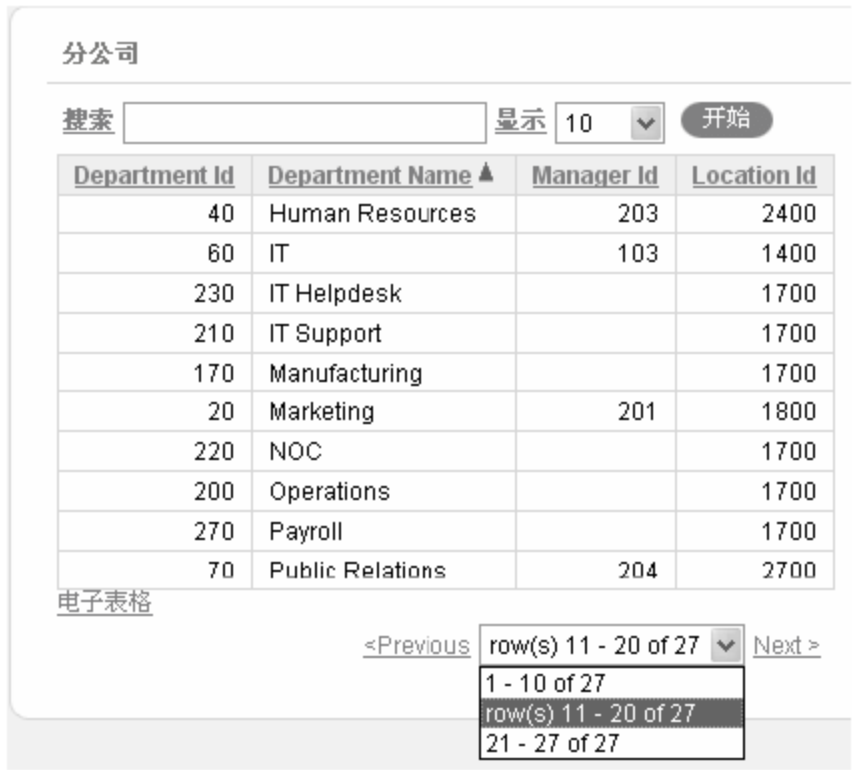 分公司
搜索 显示 10 开始
Department Id Department Name Manager Id Location Id
40 Human Resources 203 2400
60 IT 103 1400
230 IT Helpdesk 1700
210 IT Support 1700
170 Manufacturing 1700
20 Marketing 201 1800
220 NOC 1700
200 Operations 1700
270 Payroll 1700
70 Public Relations 204 2700
电子表格
<Previous row(s) 11 - 20 of 27 Next >
1 - 10 of 27
row(s) 11 - 20 of 27
21 - 27 of 27